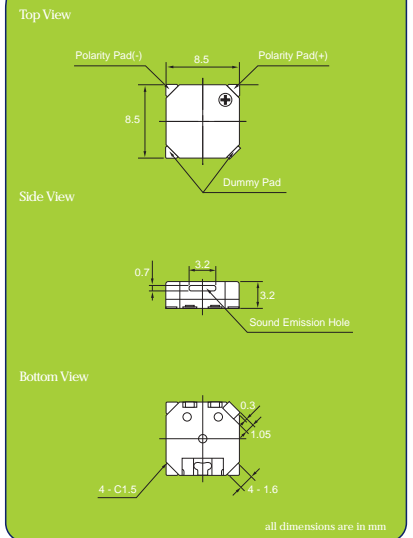 Top View
Polarity Pad(-)
8.5
Polarity Pad(+)
8.5
Dummy Pad
Side View
3.2
0.7
3.2
Sound Emission Hole
Bottom View
0.3
1.05
4 - C1.5
4 - 1.6
all dimensions are in mm